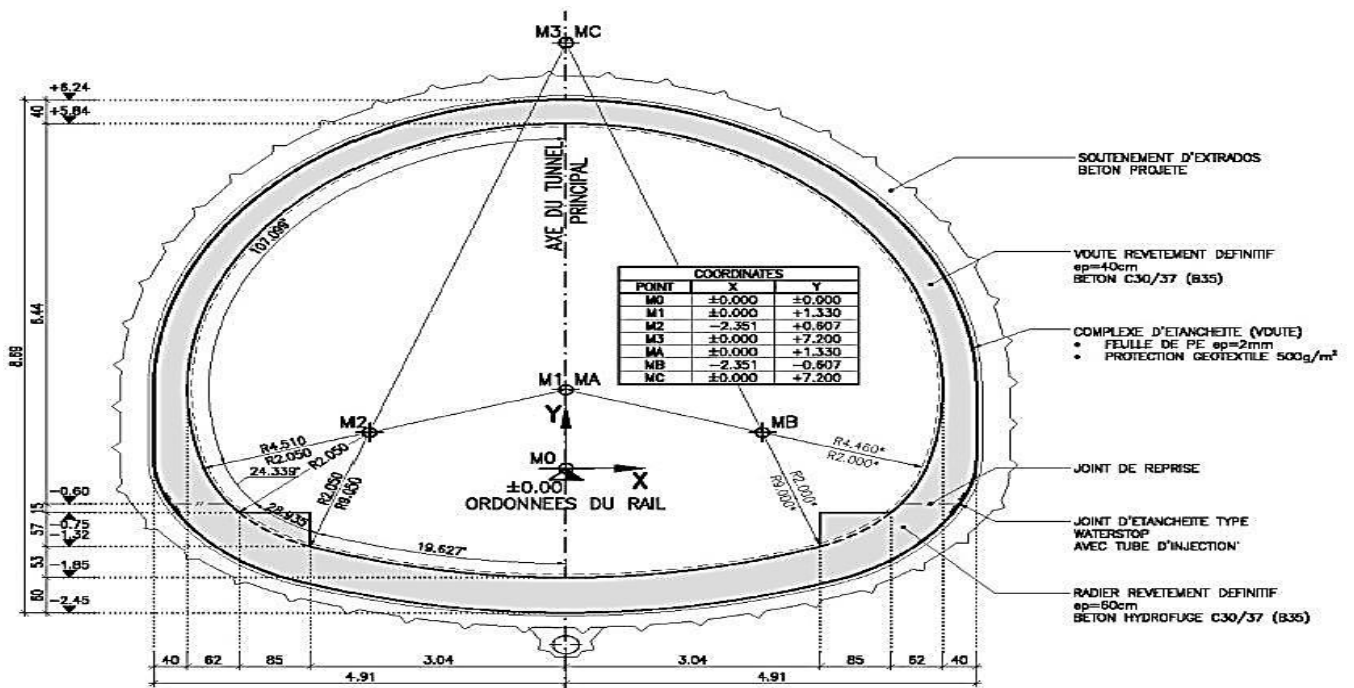 M3 MC
+6.24
+5.84
40
6.44
8.69
AXE DU TUNNEL
PRINCIPAL
107.099°
SOUTENEMENT D'EXTRADOS
BETON PROJETE
VOUTE REVETEMENT DEFINITIF
ep=40cm
BETON C30/37 (B35)
COMPLEXE D'ETANCHEITE (VOUTE)
• FEUILLE DE PE ep=2mm
• PROTECTION GEOTEXTILE 500g/m²
COORDINATES
POINT X Y
M0 ±0.000 ±0.000
M1 ±0.000 +1.330
M2 −2.351 +0.607
M3 ±0.000 +7.200
MA ±0.000 +1.330
MB −2.351 −0.607
MC ±0.000 +7.200
M1 MA
Y
M2
MB
R4.510
R2.050
24.339°
R2.050
R2.050
R9.050
R4.460*
R2.000*
R2.000*
R9.000*
M0
X
±0.00
ORDONNEES DU RAIL
28.935°
19.627°
−0.60
15
−0.75
57
−1.32
53
−1.85
60
−2.45
JOINT DE REPRISE
JOINT D'ETANCHEITE TYPE
WATERSTOP
AVEC TUBE D'INJECTION
RADIER REVETEMENT DEFINITIF
ep=60cm
BETON HYDROFUGE C30/37 (B35)
40 62 85 3.04 3.04 85 62 40
4.91 4.91